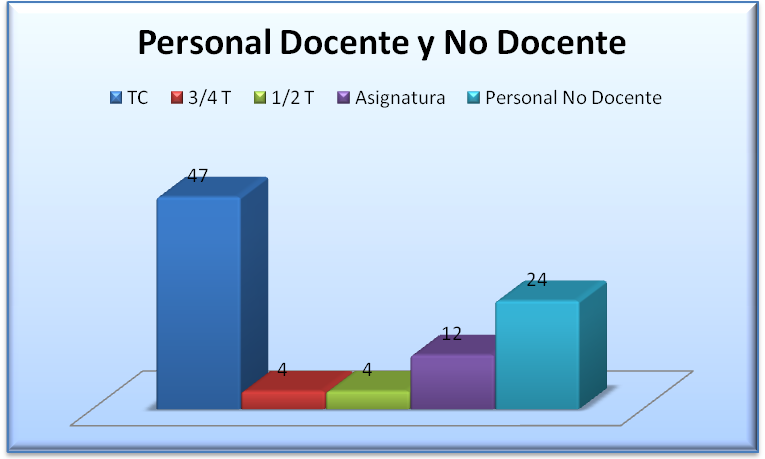 Personal Docente y No Docente
TC 3/4 T 1/2 T Asignatura Personal No Docente
47
4
4
12
24